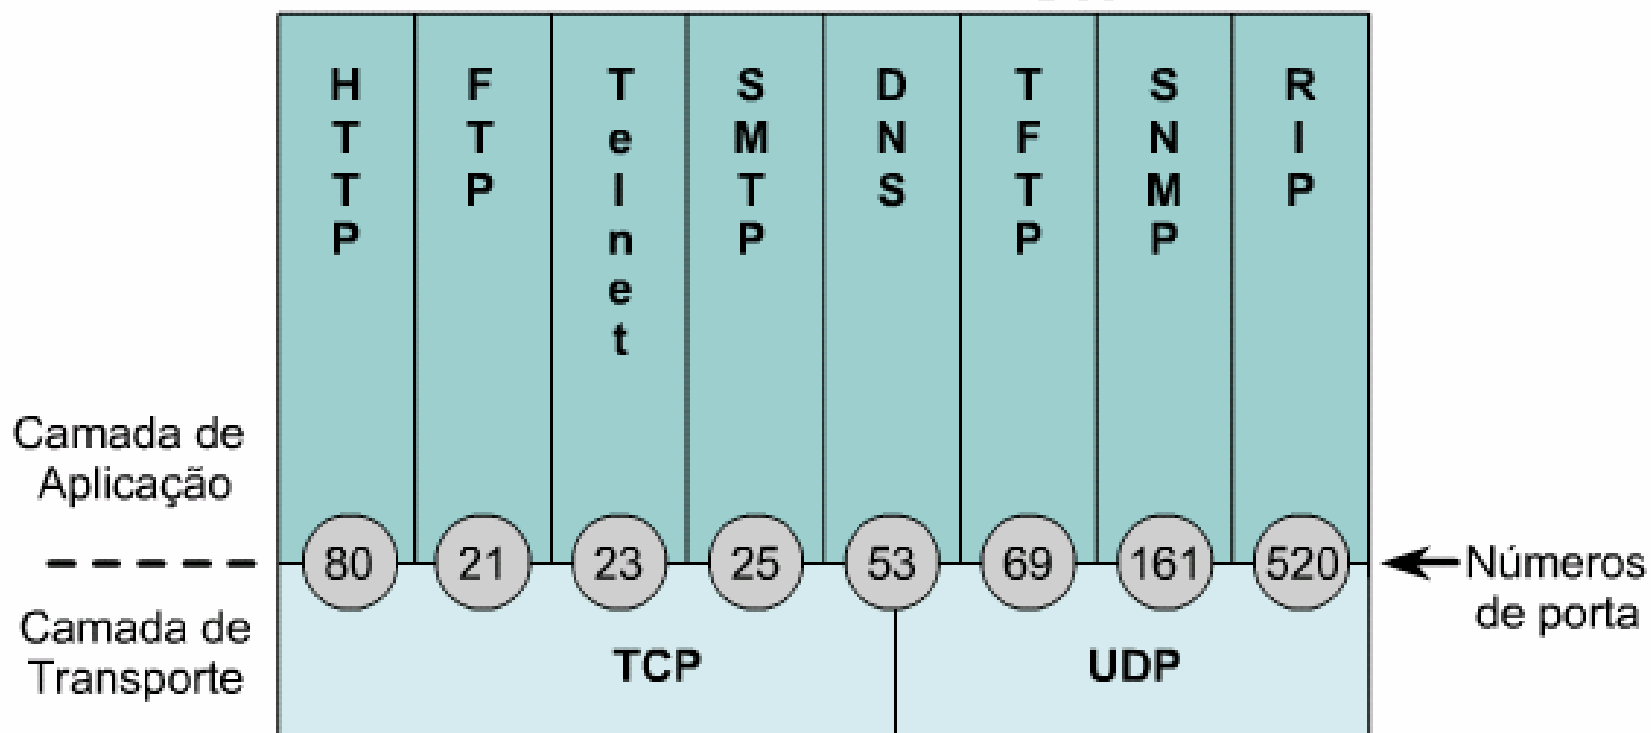 HTTP
FTP
Telnet
SMTP
DNS
TFTP
SNMP
RIP
Camada de
Aplicação
80
21
23
25
53
69
161
520
Números
de porta
Camada de
Transporte
TCP
UDP